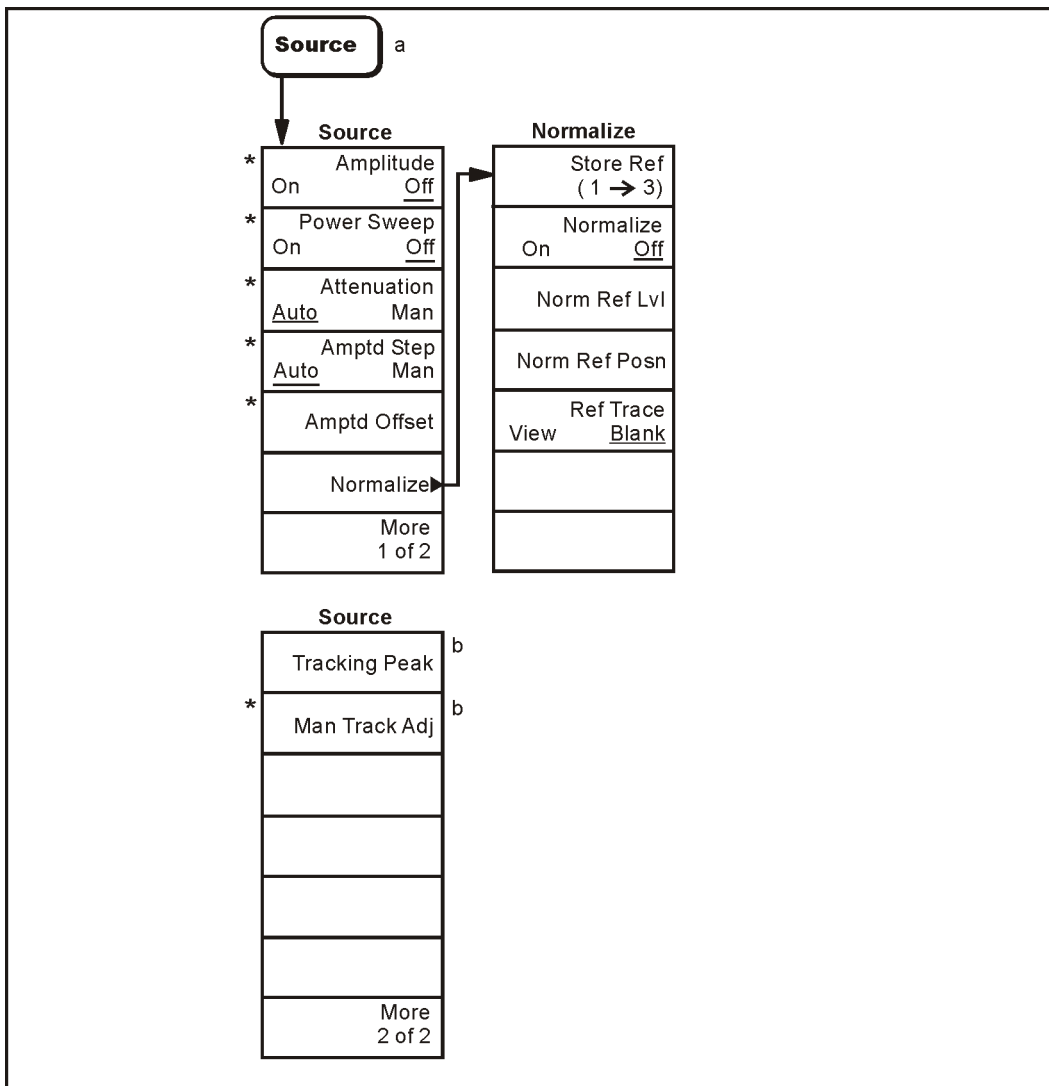 Source a
Source
* Amplitude
On Off
* Power Sweep
On Off
* Attenuation
Auto Man
* Amptd Step
Auto Man
* Amptd Offset
Normalize
More
1 of 2
Normalize
Store Ref
( 1 → 3)
Normalize
On Off
Norm Ref Lvl
Norm Ref Posn
Ref Trace
View Blank
Source
Tracking Peak b
* Man Track Adj b
More
2 of 2